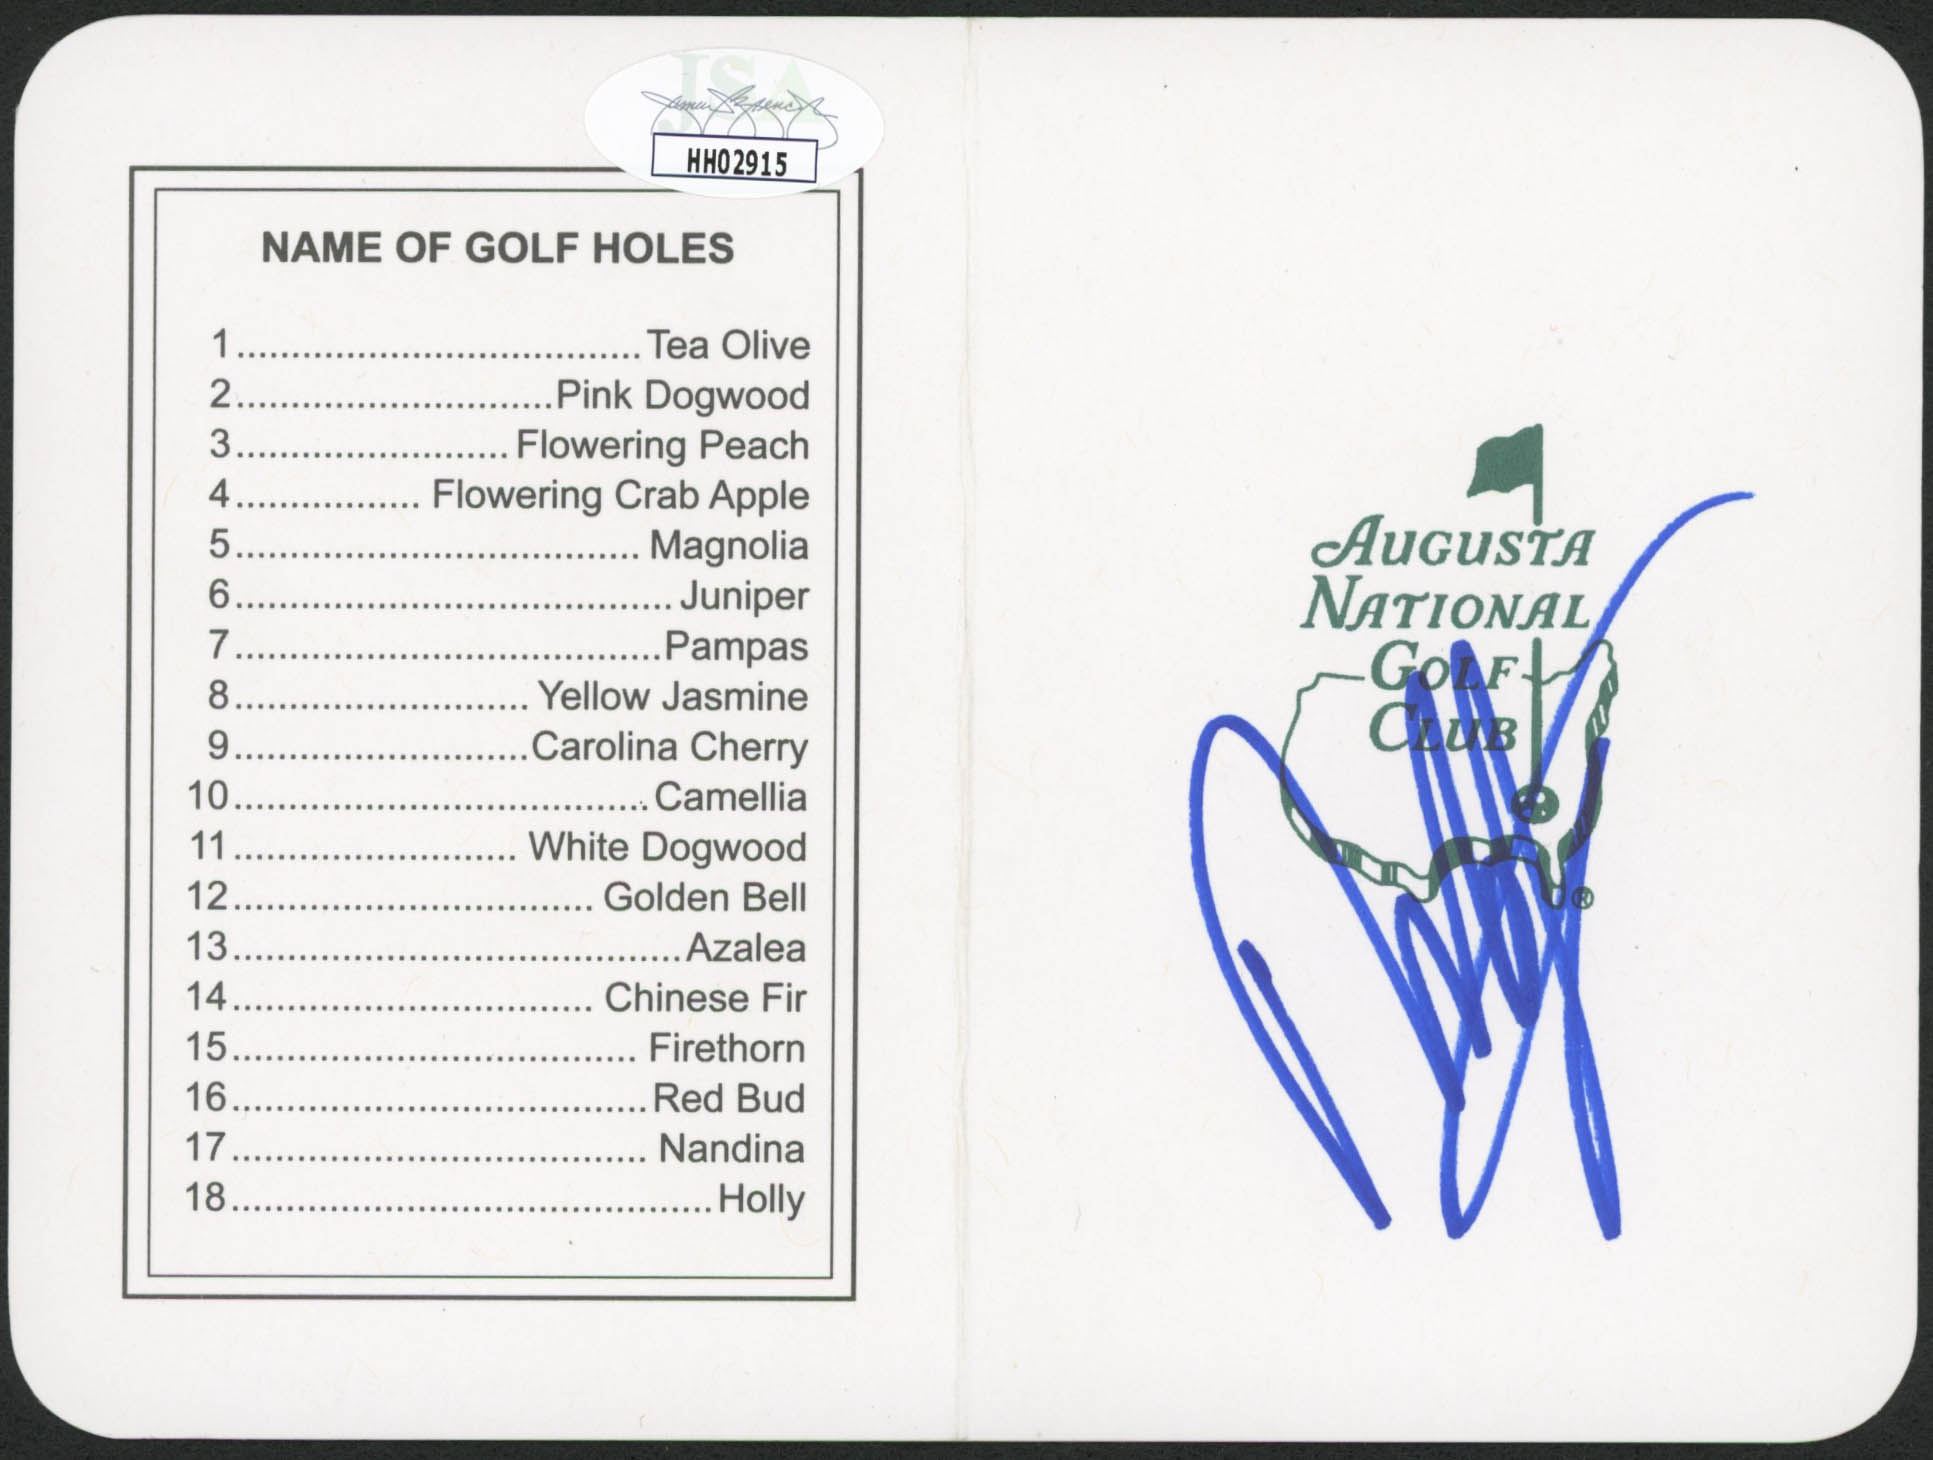 JSA
HH02915
NAME OF GOLF HOLES
1..................................... Tea Olive
2.............................Pink Dogwood
3......................... Flowering Peach
4................. Flowering Crab Apple
5..................................... Magnolia
6........................................ Juniper
7.......................................Pampas
8........................... Yellow Jasmine
9...........................Carolina Cherry
10......................................Camellia
11.......................... White Dogwood
12................................. Golden Bell
13.........................................Azalea
14................................. Chinese Fir
15..................................... Firethorn
16......................................Red Bud
17...................................... Nandina
18............................................Holly
AUGUSTA
NATIONAL
GOLF
CLUB
®